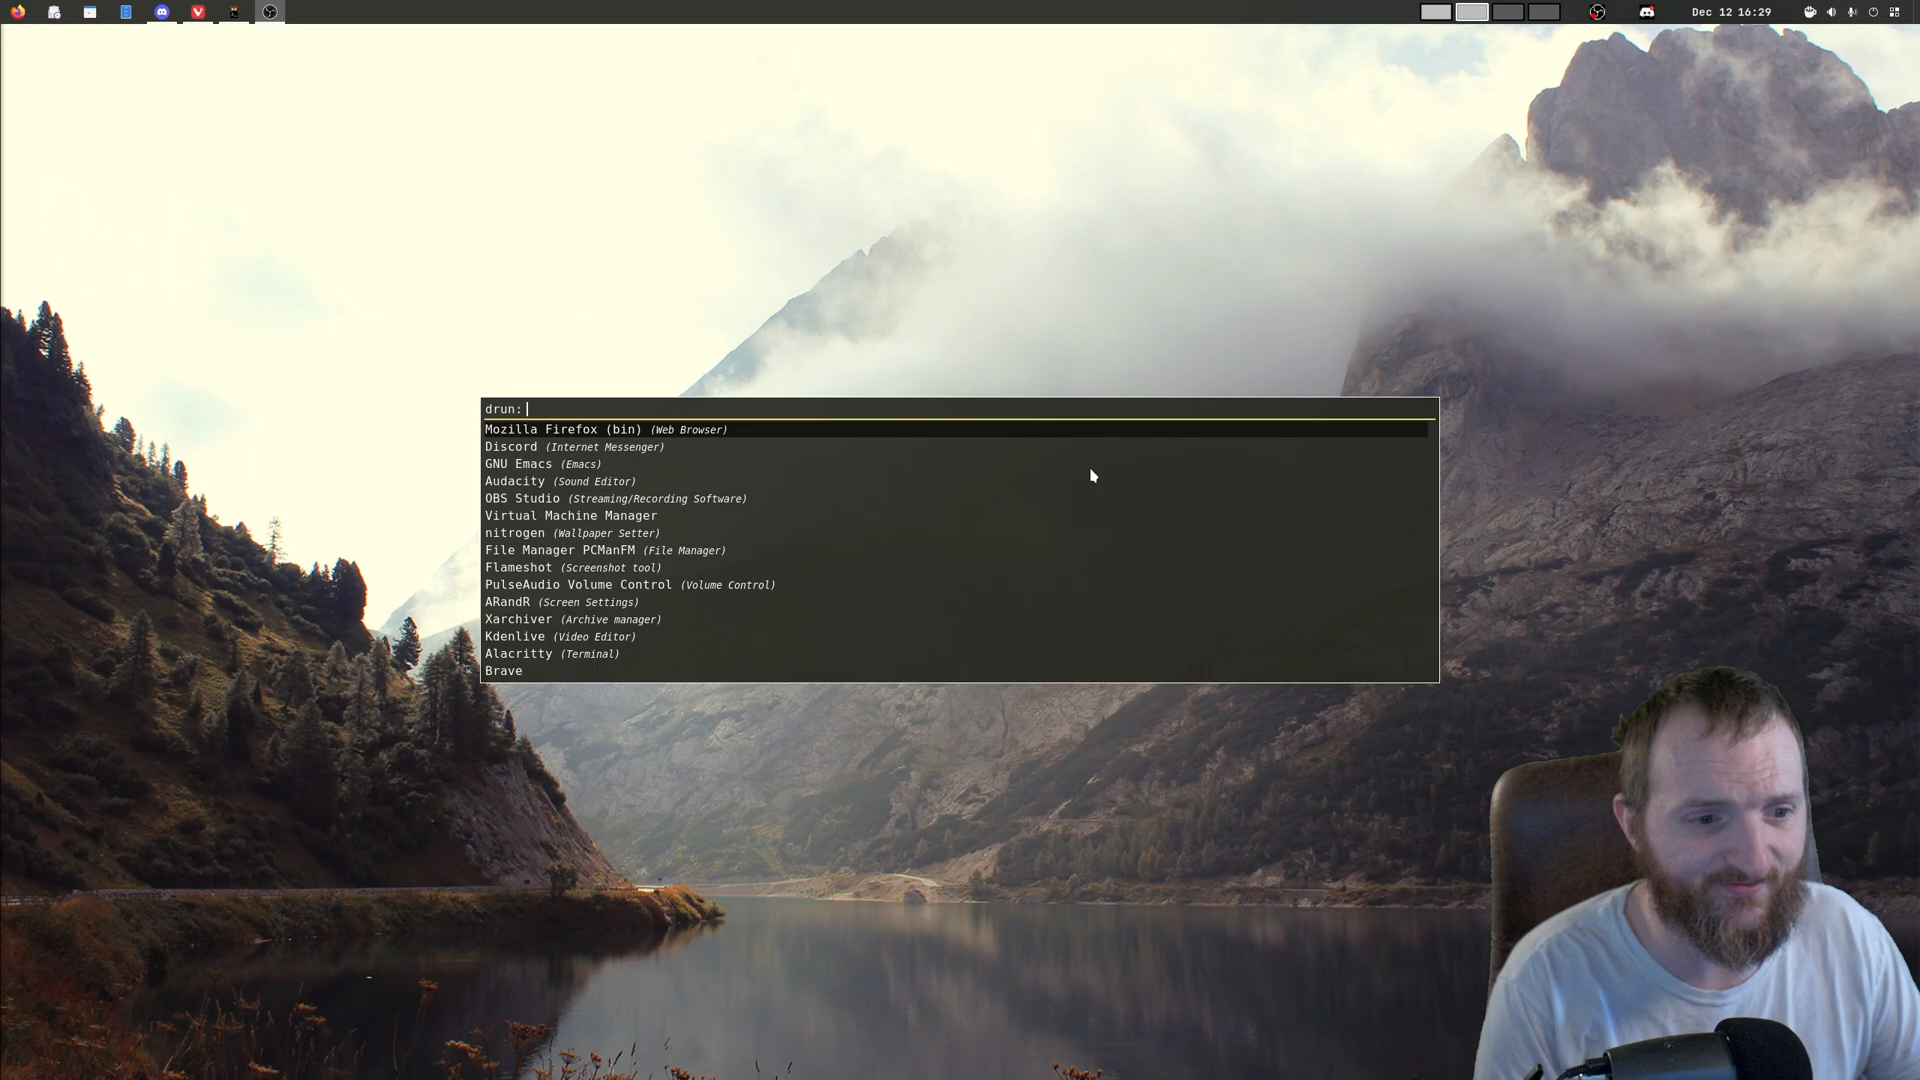 Dec 12 16:29
drun:
Mozilla Firefox (bin) (Web Browser)
Discord (Internet Messenger)
GNU Emacs (Emacs)
Audacity (Sound Editor)
OBS Studio (Streaming/Recording Software)
Virtual Machine Manager
nitrogen (Wallpaper Setter)
File Manager PCManFM (File Manager)
Flameshot (Screenshot tool)
PulseAudio Volume Control (Volume Control)
ARandR (Screen Settings)
Xarchiver (Archive manager)
Kdenlive (Video Editor)
Alacritty (Terminal)
Brave